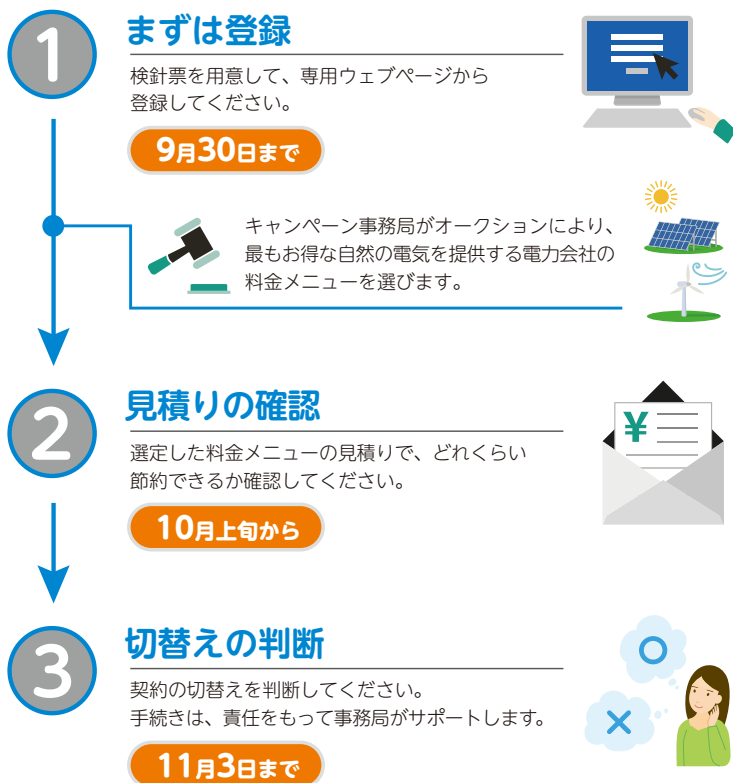 1
まずは登録
検針票を用意して、専用ウェブページから
登録してください。
9月30日まで
キャンペーン事務局がオークションにより、
最もお得な自然の電気を提供する電力会社の
料金メニューを選びます。
2
見積りの確認
選定した料金メニューの見積りで、どれくらい
節約できるか確認してください。
10月上旬から
¥
3
切替えの判断
契約の切替えを判断してください。
手続きは、責任をもって事務局がサポートします。
11月3日まで